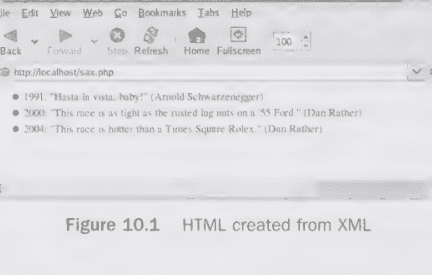 File Edit View Web Go Bookmarks Tabs Help
Back Forward Stop Refresh Home Fullscreen 100
http://localhost/sax.php
1991: "Hasta la vista, baby!" (Arnold Schwarzenegger)
2000: "This race is as tight as the rusted lug nuts on a '55 Ford." (Dan Rather)
2004: "This race is hotter than a Times Square Rolex." (Dan Rather)
Figure 10.1 HTML created from XML